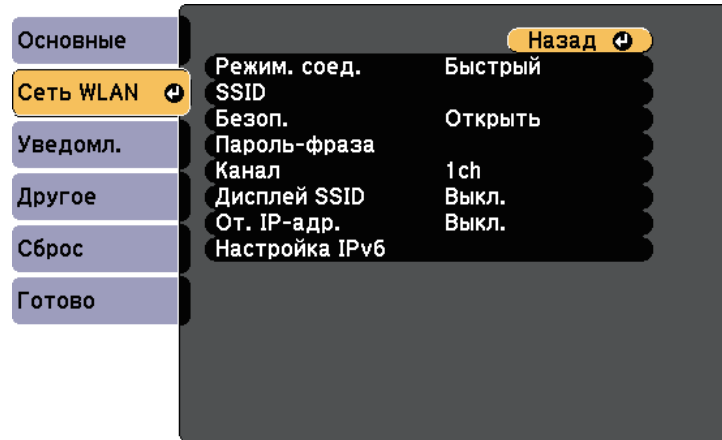 Основные
Сеть WLAN
Уведомл.
Другое
Сброс
Готово
Назад
Режим. соед. Быстрый
SSID
Безоп. Открыть
Пароль-фраза
Канал 1ch
Дисплей SSID Выкл.
От. IP-адр. Выкл.
Настройка IPv6